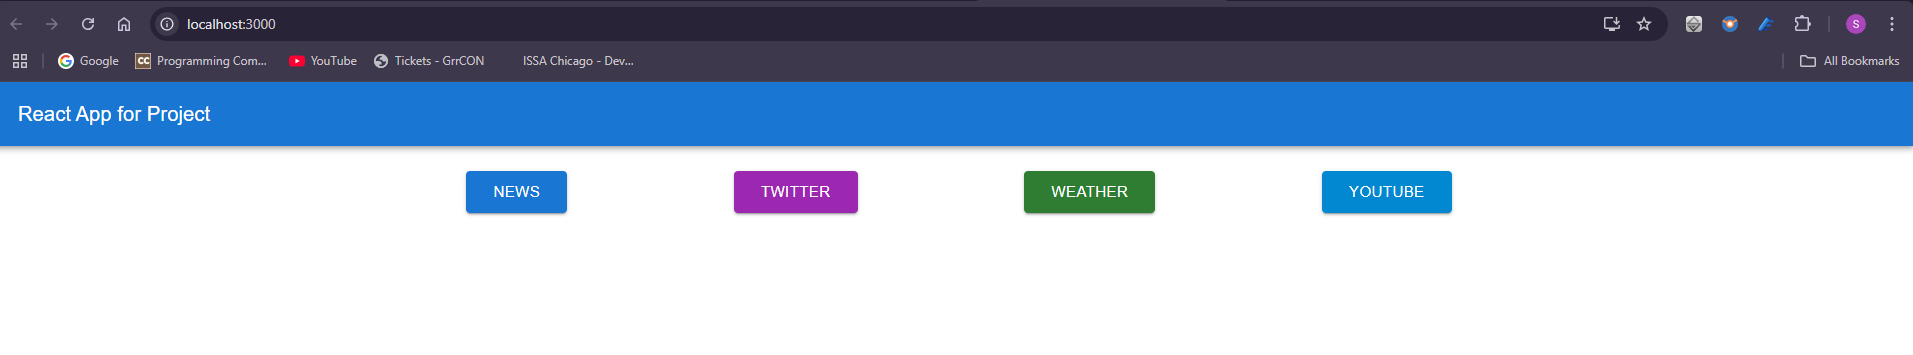 localhost:3000
S
Google
CC
Programming Com...
YouTube
Tickets - GrrCON
ISSA Chicago - Dev...
All Bookmarks
React App for Project
NEWS
TWITTER
WEATHER
YOUTUBE